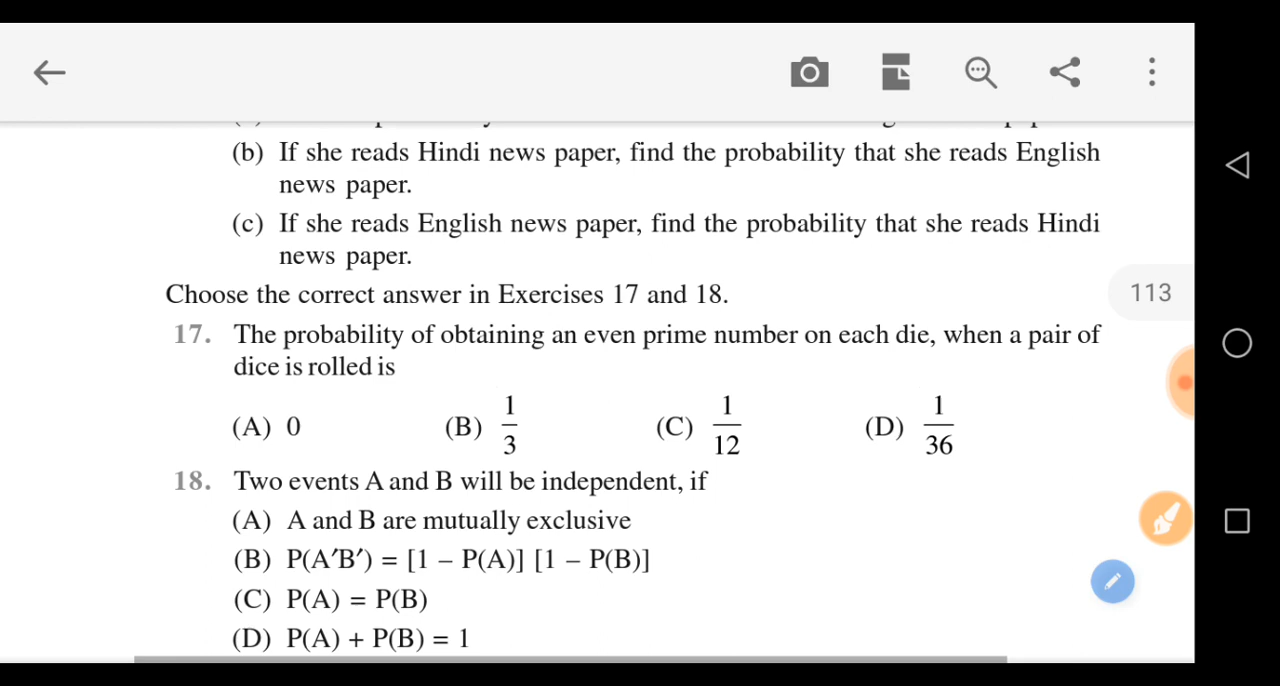 (b) If she reads Hindi news paper, find the probability that she reads English
news paper.
(c) If she reads English news paper, find the probability that she reads Hindi
news paper.
Choose the correct answer in Exercises 17 and 18.
113
17. The probability of obtaining an even prime number on each die, when a pair of
dice is rolled is
(A) 0 (B) 1/3 (C) 1/12 (D) 1/36
18. Two events A and B will be independent, if
(A) A and B are mutually exclusive
(B) P(A′B′) = [1 – P(A)] [1 – P(B)]
(C) P(A) = P(B)
(D) P(A) + P(B) = 1